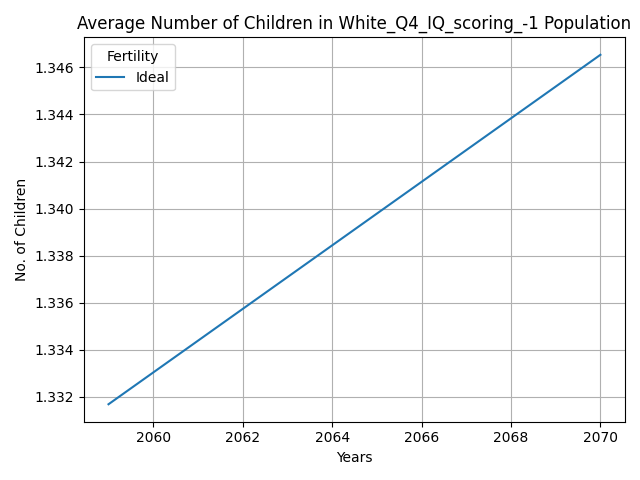 Average Number of Children in White_Q4_IQ_scoring_-1 Population
Fertility
Ideal
1.346
1.344
1.342
1.340
1.338
1.336
1.334
1.332
No. of Children
2060 2062 2064 2066 2068 2070
Years